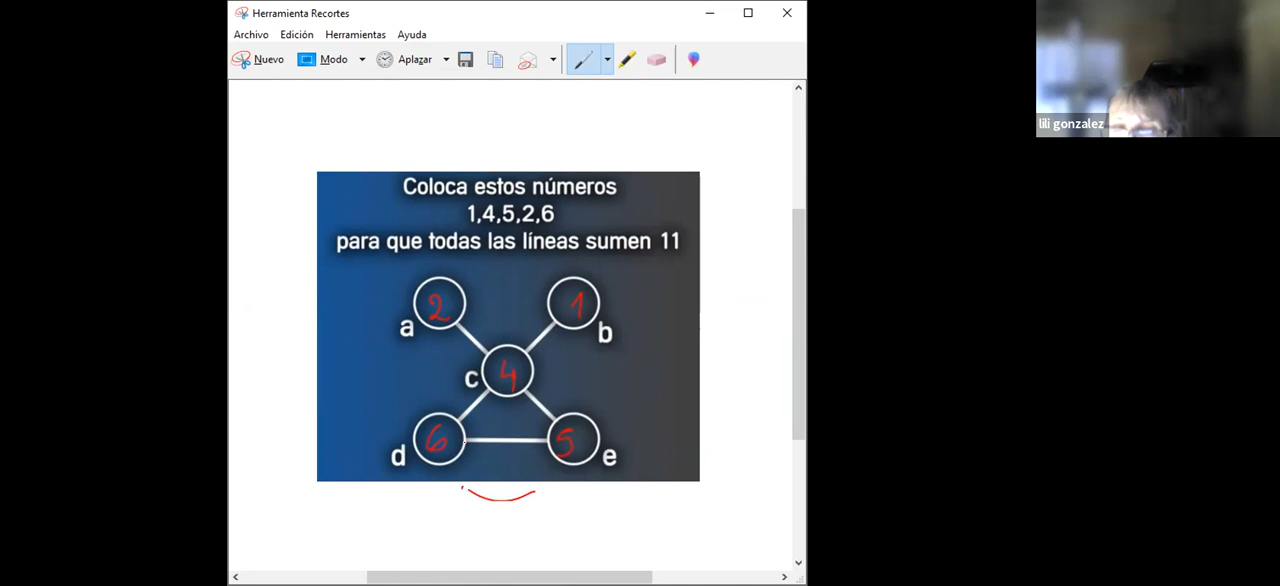 Herramienta Recortes
Archivo Edición Herramientas Ayuda
Nuevo Modo Aplazar
lili gonzalez
Coloca estos números
1,4,5,2,6
para que todas las líneas sumen 11
2 1
a b
4
c
6 5
d e